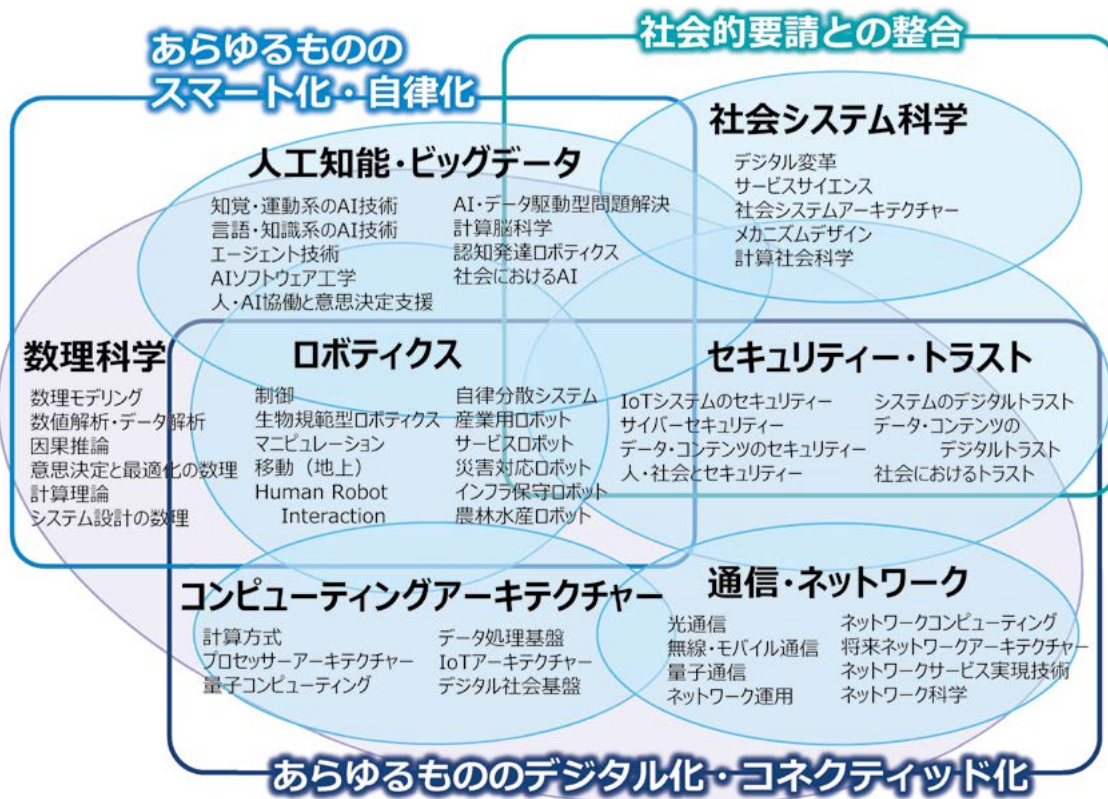 あらゆるものの
スマート化・自律化
社会的要請との整合
人工知能・ビッグデータ
知覚・運動系のAI技術
言語・知識系のAI技術
エージェント技術
AIソフトウェア工学
人・AI協働と意思決定支援
AI・データ駆動型問題解決
計算脳科学
認知発達ロボティクス
社会におけるAI
社会システム科学
デジタル変革
サービスサイエンス
社会システムアーキテクチャー
メカニズムデザイン
計算社会科学
数理科学
数理モデリング
数値解析・データ解析
因果推論
意思決定と最適化の数理
計算理論
システム設計の数理
ロボティクス
制御
生物規範型ロボティクス
マニピュレーション
移動（地上）
Human Robot
Interaction
自律分散システム
産業用ロボット
サービスロボット
災害対応ロボット
インフラ保守ロボット
農林水産ロボット
セキュリティー・トラスト
IoTシステムのセキュリティー
サイバーセキュリティー
データ・コンテンツのセキュリティー
人・社会とセキュリティー
システムのデジタルトラスト
データ・コンテンツの
デジタルトラスト
社会におけるトラスト
コンピューティングアーキテクチャー
計算方式
プロセッサーアーキテクチャー
量子コンピューティング
データ処理基盤
IoTアーキテクチャー
デジタル社会基盤
通信・ネットワーク
光通信
無線・モバイル通信
量子通信
ネットワーク運用
ネットワークコンピューティング
将来ネットワークアーキテクチャー
ネットワークサービス実現技術
ネットワーク科学
あらゆるもののデジタル化・コネクティッド化